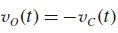 v_O(t) = −v_C(t)